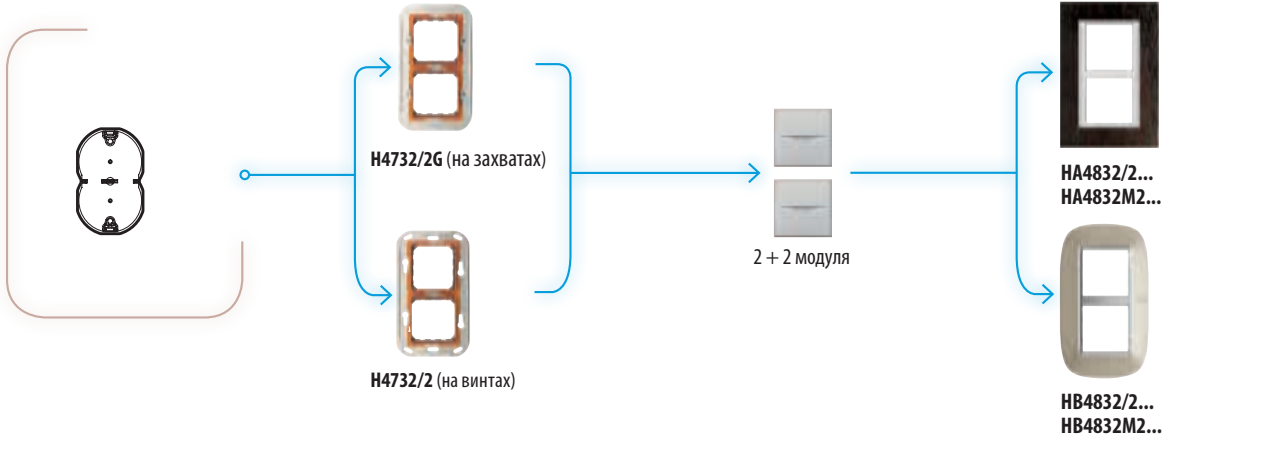 H4732/2G (на захватах)
H4732/2 (на винтах)
2 + 2 модуля
HA4832/2...
HA4832M2...
HB4832/2...
HB4832M2...